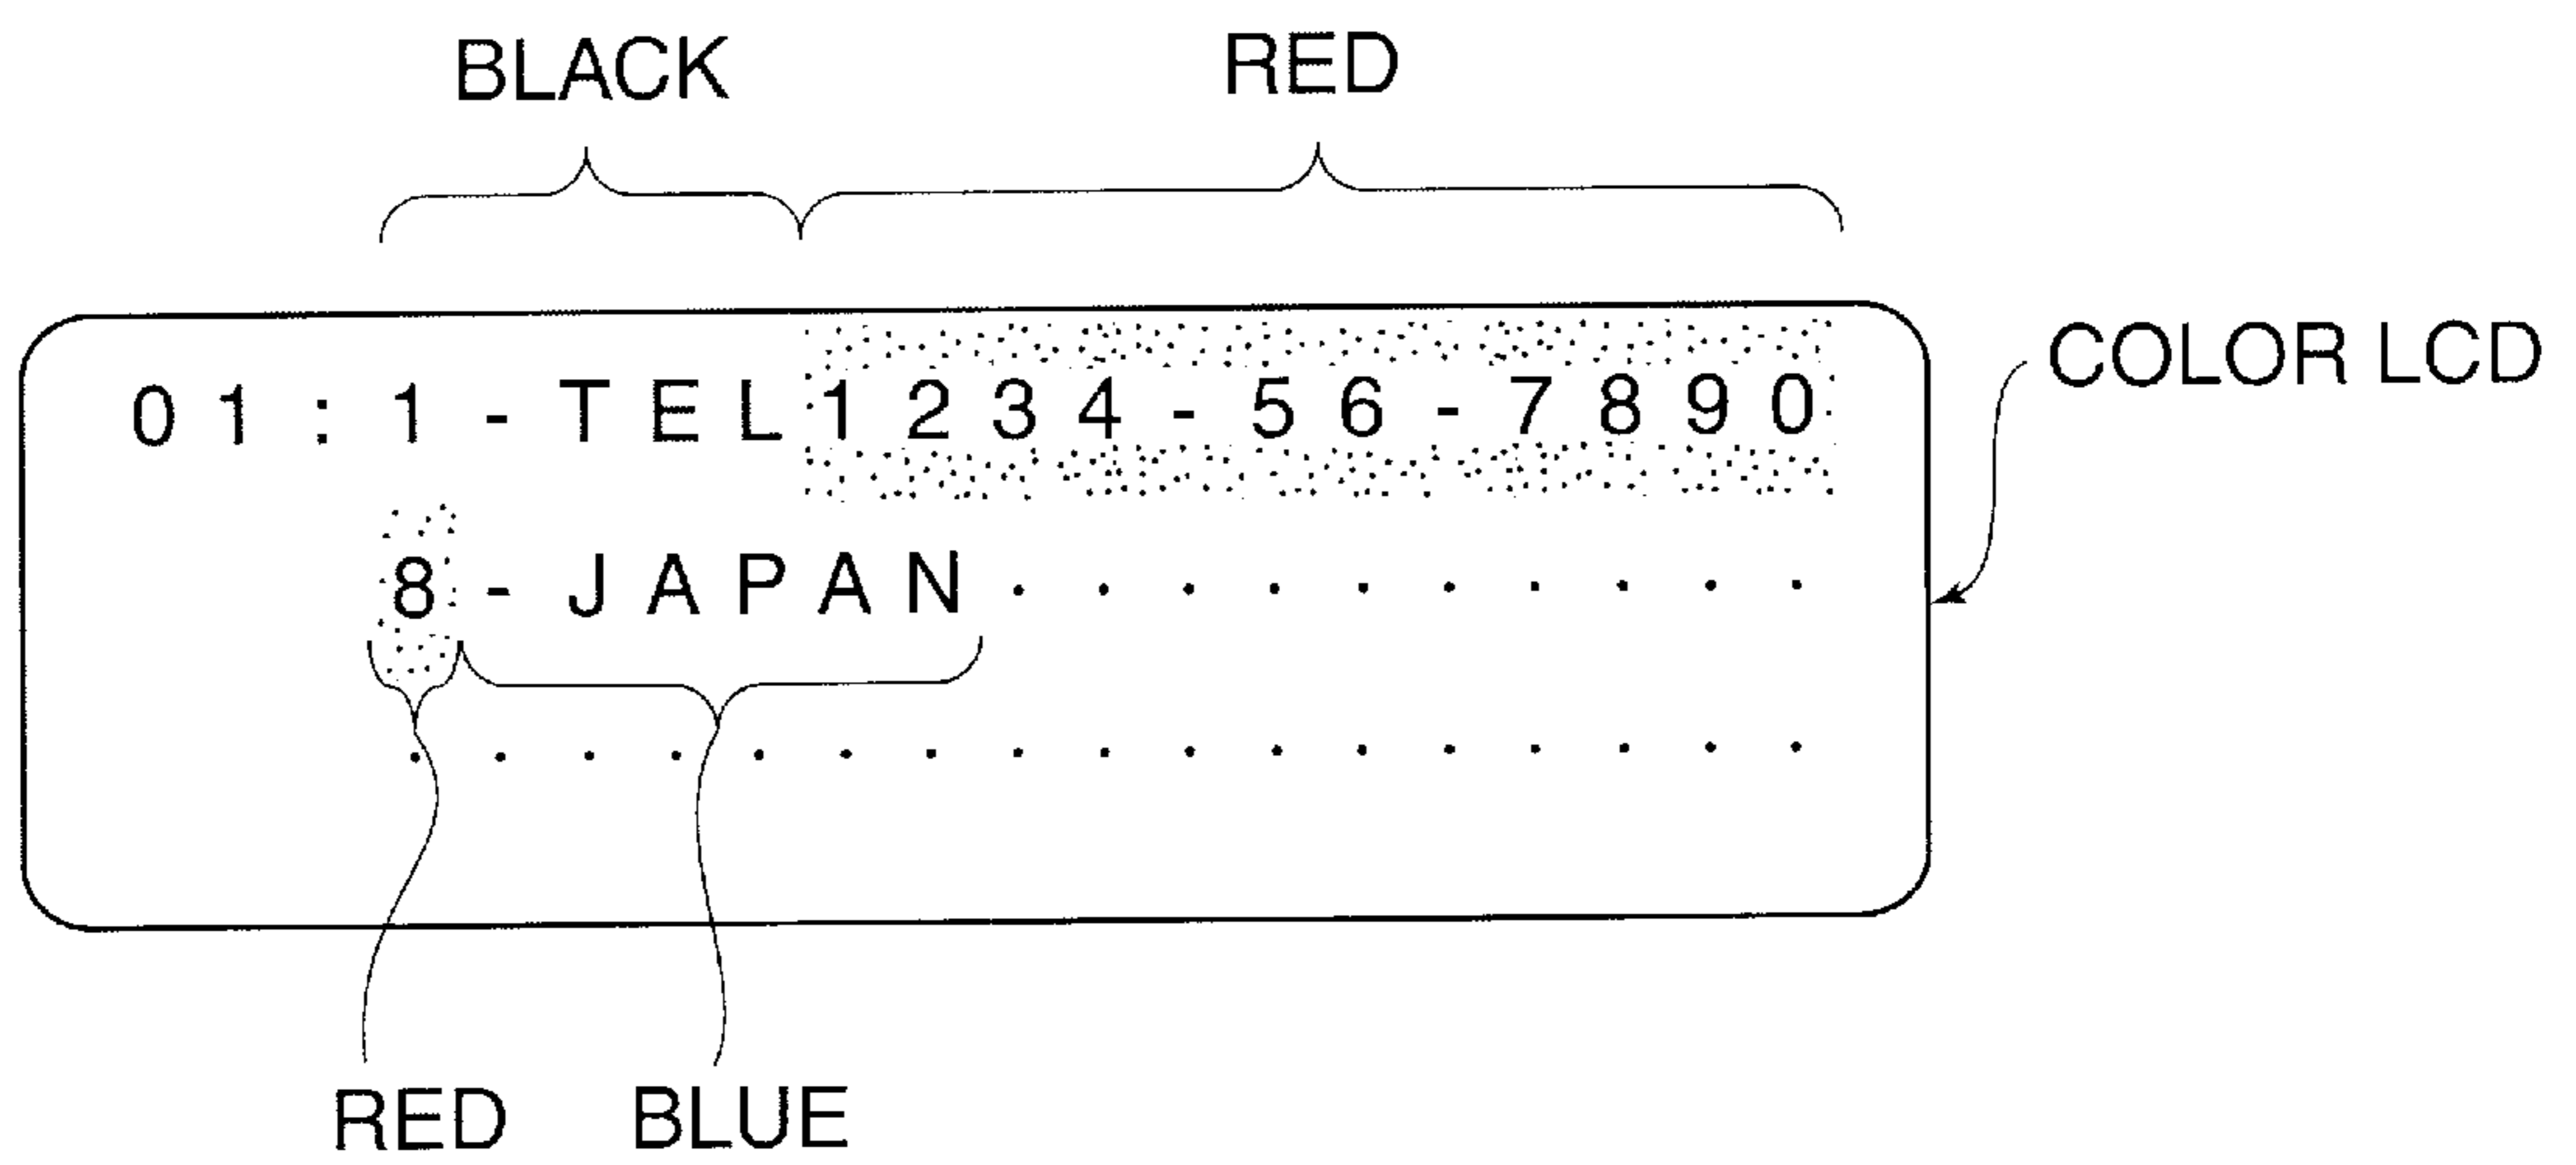 BLACK RED
COLOR LCD
01:1-TEL1234-56-7890
8-JAPAN..........
.................
RED BLUE